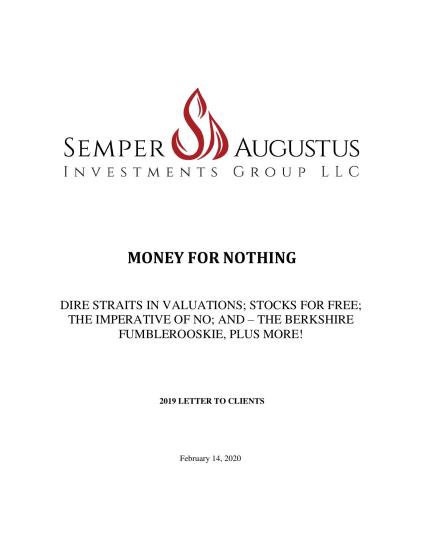 SEMPER AUGUSTUS
INVESTMENTS GROUP LLC
MONEY FOR NOTHING
DIRE STRAITS IN VALUATIONS; STOCKS FOR FREE;
THE IMPERATIVE OF NO; AND – THE BERKSHIRE
FUMBLEROOSKIE, PLUS MORE!
2019 LETTER TO CLIENTS
February 14, 2020